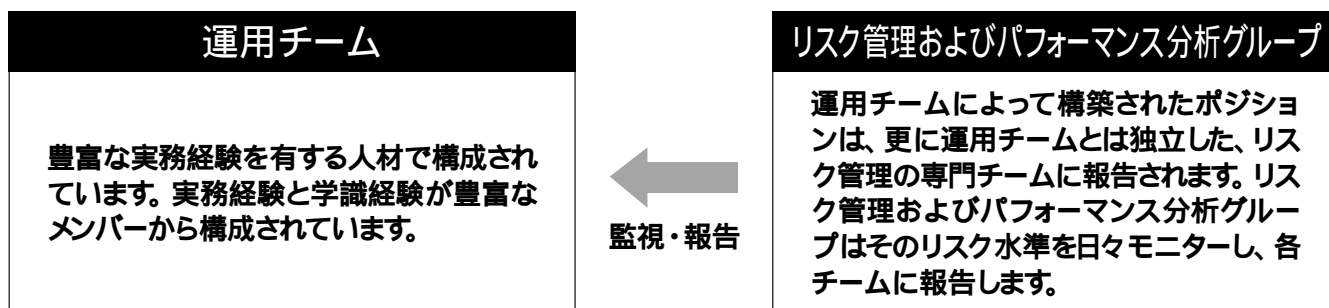 運用チーム
豊富な実務経験を有する人材で構成され
ています。実務経験と学識経験が豊富な
メンバーから構成されています。
監視・報告
リスク管理およびパフォーマンス分析グループ
運用チームによって構築されたポジショ
ンは、更に運用チームとは独立した、リス
ク管理の専門チームに報告されます。リス
ク管理およびパフォーマンス分析グルー
プはそのリスク水準を日々モニターし、各
チームに報告します。